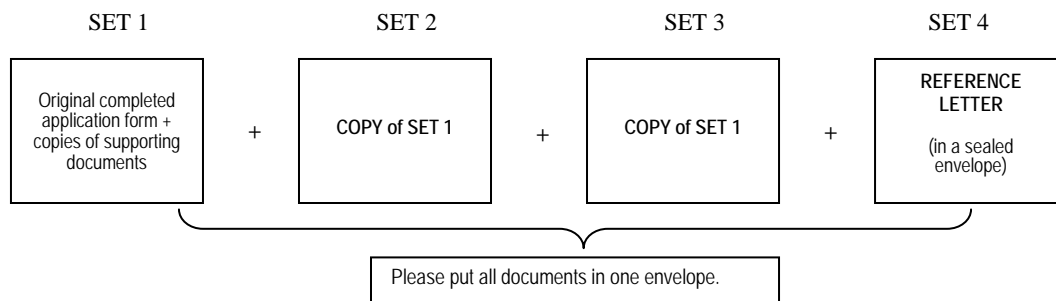 SET 1 SET 2 SET 3 SET 4
Original completed
application form +
copies of supporting
documents
+
COPY of SET 1
+
COPY of SET 1
+
REFERENCE
LETTER
(in a sealed
envelope)
Please put all documents in one envelope.